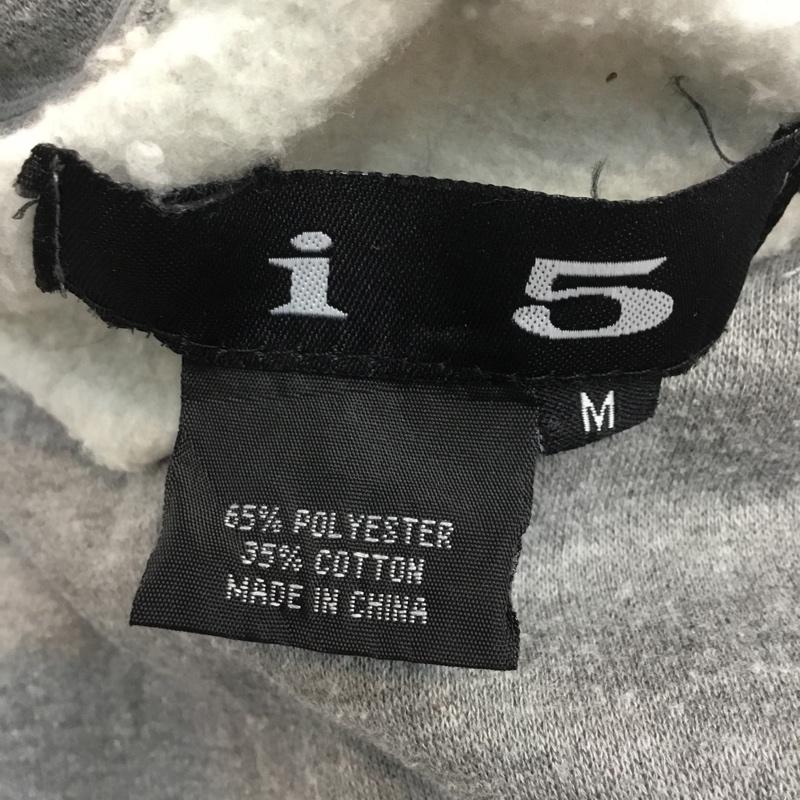 i 5
M
65% POLYESTER
35% COTTON
MADE IN CHINA